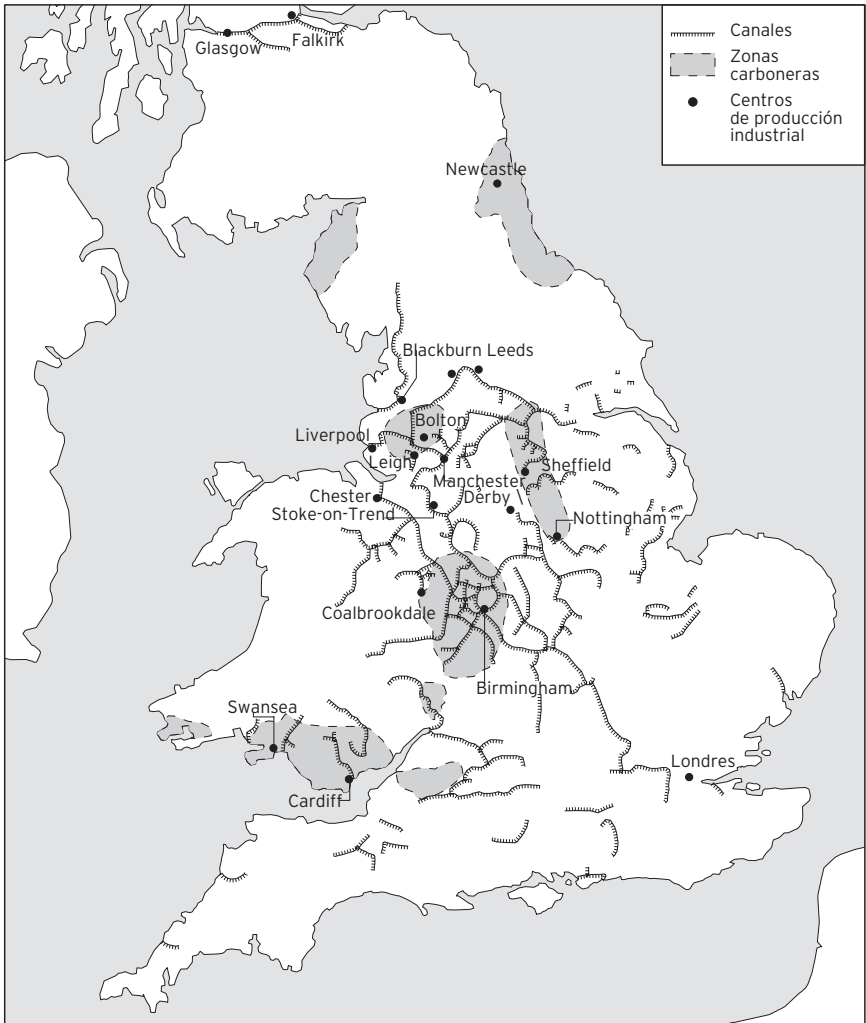 Canales
Zonas
carboneras
Centros
de producción
industrial
Glasgow
Falkirk
Newcastle
Blackburn
Leeds
Bolton
Liverpool
Leigh
Manchester
Sheffield
Derby
Chester
Stoke-on-Trend
Nottingham
Coalbrookdale
Birmingham
Swansea
Cardiff
Londres